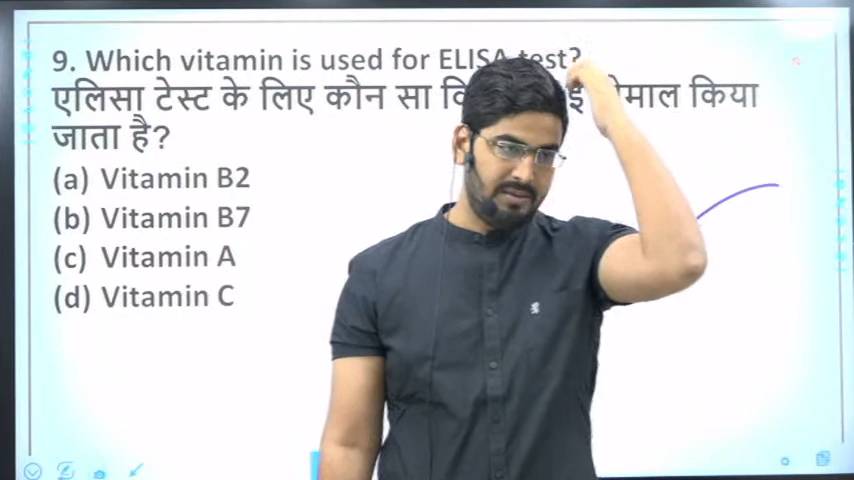 9. Which vitamin is used for ELISA test?
एलिसा टेस्ट के लिए कौन सा किया
जाता है?
(a) Vitamin B2
(b) Vitamin B7
(c) Vitamin A
(d) Vitamin C